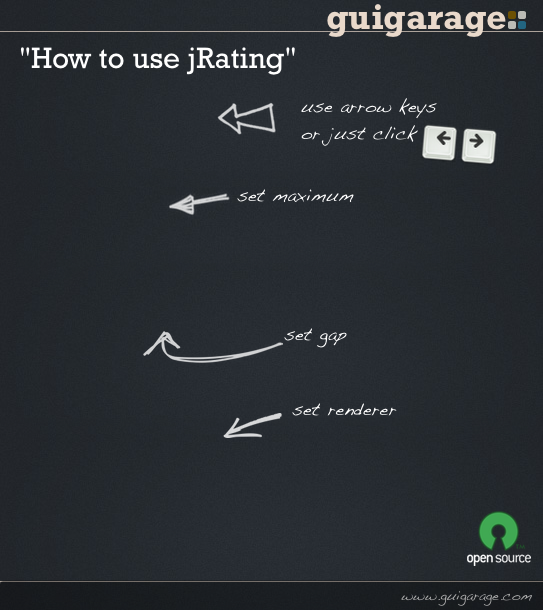 guigarage
"How to use jRating"
use arrow keys
or just click
set maximum
set gap
set renderer
open source
www.guigarage.com